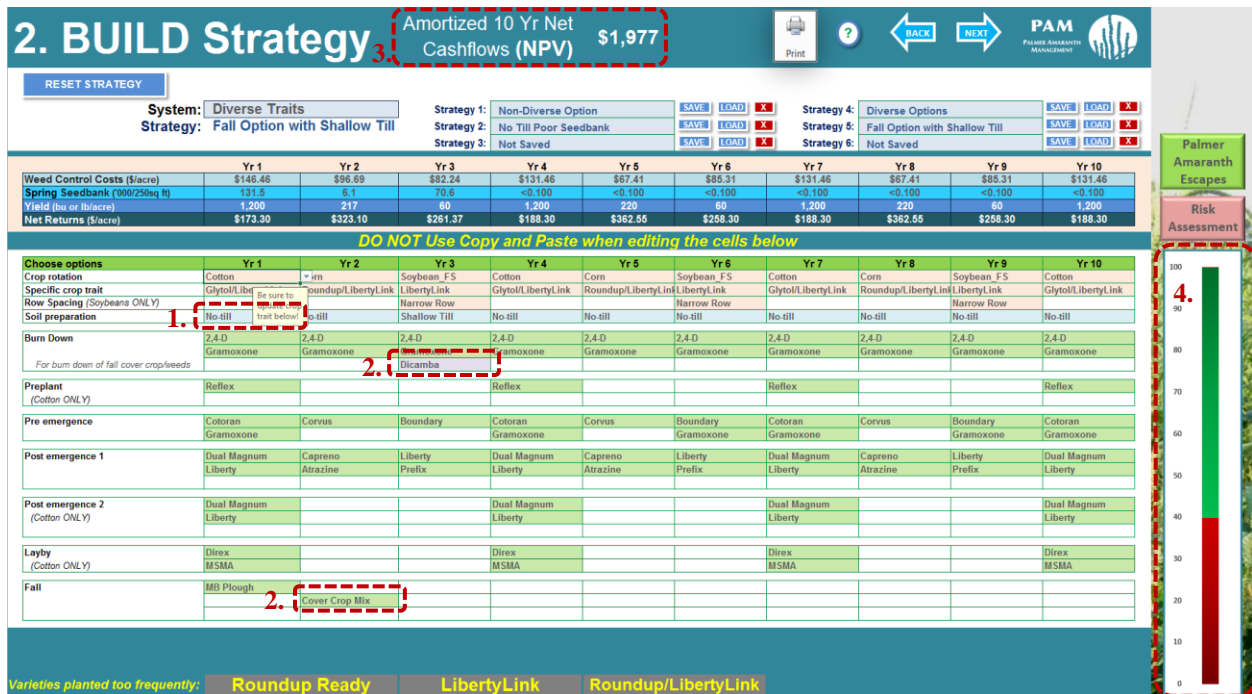 2. BUILD Strategy
3.
Amortized 10 Yr Net
Cashflows (NPV)
$1,977
Print
?
BACK
NEXT
PAM
PALMER AMARANTH
MANAGEMENT
RESET STRATEGY
System: Diverse Traits
Strategy: Fall Option with Shallow Till
Strategy 1: Non-Diverse Option SAVE LOAD X Strategy 4: Diverse Options SAVE LOAD X
Strategy 2: No Till Poor Seedbank SAVE LOAD X Strategy 5: Fall Option with Shallow Till SAVE LOAD X
Strategy 3: Not Saved SAVE LOAD X Strategy 6: Not Saved SAVE LOAD X
Palmer
Amaranth
Escapes
Risk
Assessment
Yr 1 Yr 2 Yr 3 Yr 4 Yr 5 Yr 6 Yr 7 Yr 8 Yr 9 Yr 10
Weed Control Costs ($/acre) $146.46 $96.69 $82.24 $131.46 $67.41 $85.31 $131.46 $67.41 $85.31 $131.46
Spring Seedbank ('000/250sq ft) 131.5 6.1 70.6 <0.100 <0.100 <0.100 <0.100 <0.100 <0.100 <0.100
Yield (bu or lb/acre) 1,200 217 60 1,200 220 60 1,200 220 60 1,200
Net Returns ($/acre) $173.30 $323.10 $261.37 $188.30 $362.55 $258.30 $188.30 $362.55 $258.30 $188.30
DO NOT Use Copy and Paste when editing the cells below
Choose options Yr 1 Yr 2 Yr 3 Yr 4 Yr 5 Yr 6 Yr 7 Yr 8 Yr 9 Yr 10
Crop rotation Cotton Soybean_FS Cotton Corn Soybean_FS Cotton Corn Soybean_FS Cotton
Specific crop trait LibertyLink Glytol/LibertyLink Roundup/LibertyLink LibertyLink Glytol/LibertyLink Roundup/LibertyLink LibertyLink Glytol/LibertyLink
Be sure to
update crop
trait below!
Row Spacing (Soybeans ONLY) Narrow Row Narrow Row Narrow Row
1.
Soil preparation No-till No-till Shallow Till No-till No-till No-till No-till No-till No-till No-till
Burn Down 2,4-D 2,4-D 2,4-D 2,4-D 2,4-D 2,4-D 2,4-D 2,4-D 2,4-D 2,4-D
Gramoxone Gramoxone Gramoxone Gramoxone Gramoxone Gramoxone Gramoxone Gramoxone Gramoxone Gramoxone
For burn down of fall cover crop/weeds 2. Dicamba
Preplant Reflex Reflex Reflex Reflex
(Cotton ONLY)
Pre emergence Cotoran Corvus Boundary Cotoran Corvus Boundary Cotoran Corvus Boundary Cotoran
Gramoxone Gramoxone Gramoxone Gramoxone Gramoxone Gramoxone
Post emergence 1 Dual Magnum Capreno Liberty Dual Magnum Capreno Liberty Dual Magnum Capreno Liberty Dual Magnum
Liberty Atrazine Prefix Liberty Atrazine Prefix Liberty Atrazine Prefix Liberty
Post emergence 2 Dual Magnum Dual Magnum Dual Magnum Dual Magnum
(Cotton ONLY) Liberty Liberty Liberty Liberty
Layby Direx Direx Direx Direx
(Cotton ONLY) MSMA MSMA MSMA MSMA
Fall MB Plough
2. Cover Crop Mix
4.
100
90
80
70
60
50
40
30
20
10
0
Varieties planted too frequently: Roundup Ready LibertyLink Roundup/LibertyLink